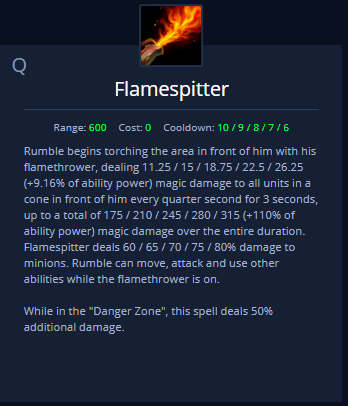 Q
Flamespitter
Range: 600 Cost: 0 Cooldown: 10 / 9 / 8 / 7 / 6
Rumble begins torching the area in front of him with his
flamethrower, dealing 11.25 / 15 / 18.75 / 22.5 / 26.25
(+9.16% of ability power) magic damage to all units in a
cone in front of him every quarter second for 3 seconds,
up to a total of 175 / 210 / 245 / 280 / 315 (+110% of
ability power) magic damage over the entire duration.
Flamespitter deals 60 / 65 / 70 / 75 / 80% damage to
minions. Rumble can move, attack and use other
abilities while the flamethrower is on.
While in the "Danger Zone", this spell deals 50%
additional damage.